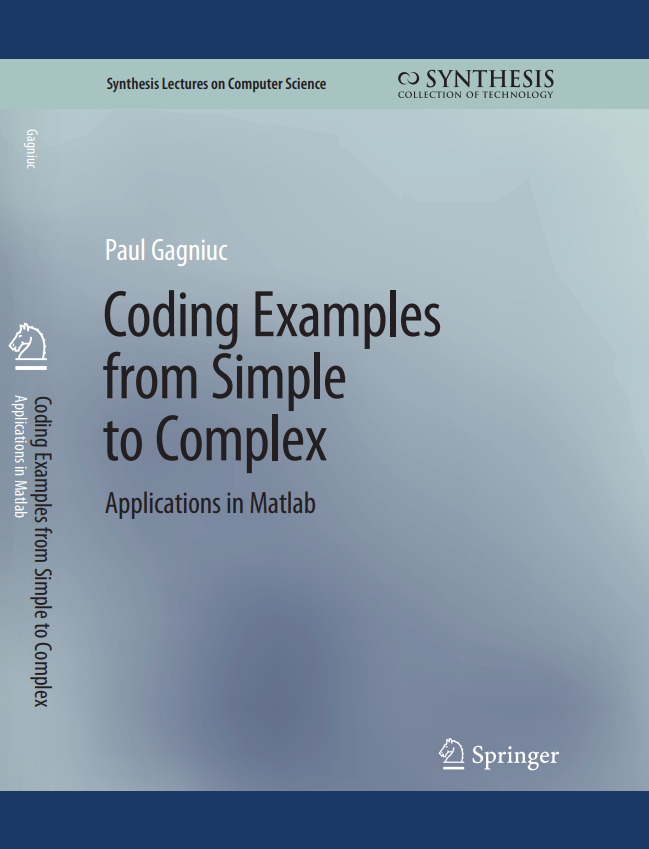 Synthesis Lectures on Computer Science
SYNTHESIS
COLLECTION OF TECHNOLOGY
Gagniuc
Paul Gagniuc
Coding Examples
from Simple
to Complex
Applications in Matlab
Coding Examples from Simple to Complex
Applications in Matlab
Springer